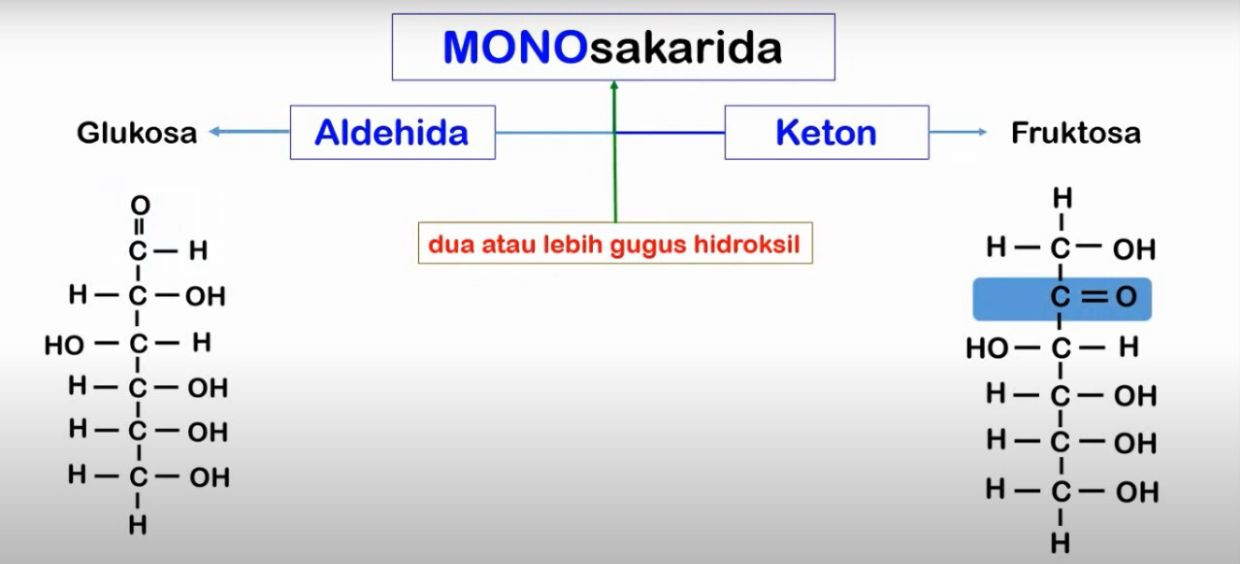 MONOsakarida
Glukosa
Aldehida
Keton
Fruktosa
dua atau lebih gugus hidroksil
O
C — H
H — C — OH
HO — C — H
H — C — OH
H — C — OH
H — C — OH
H
H
H — C — OH
C = O
HO — C — H
H — C — OH
H — C — OH
H — C — OH
H